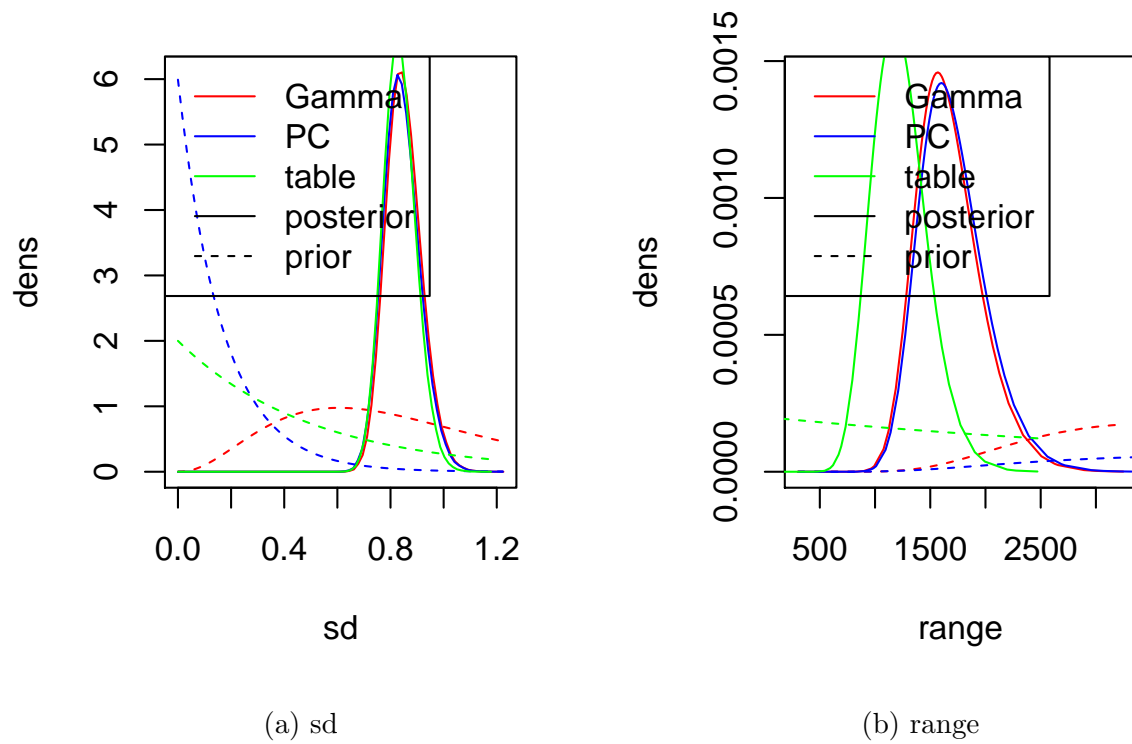 dens
6
5
4
3
2
1
0
Gamma
PC
table
posterior
prior
0.0 0.4 0.8 1.2
sd
(a) sd
dens
0.0015
0.0010
0.0005
0.0000
Gamma
PC
table
posterior
prior
500 1500 2500
range
(b) range